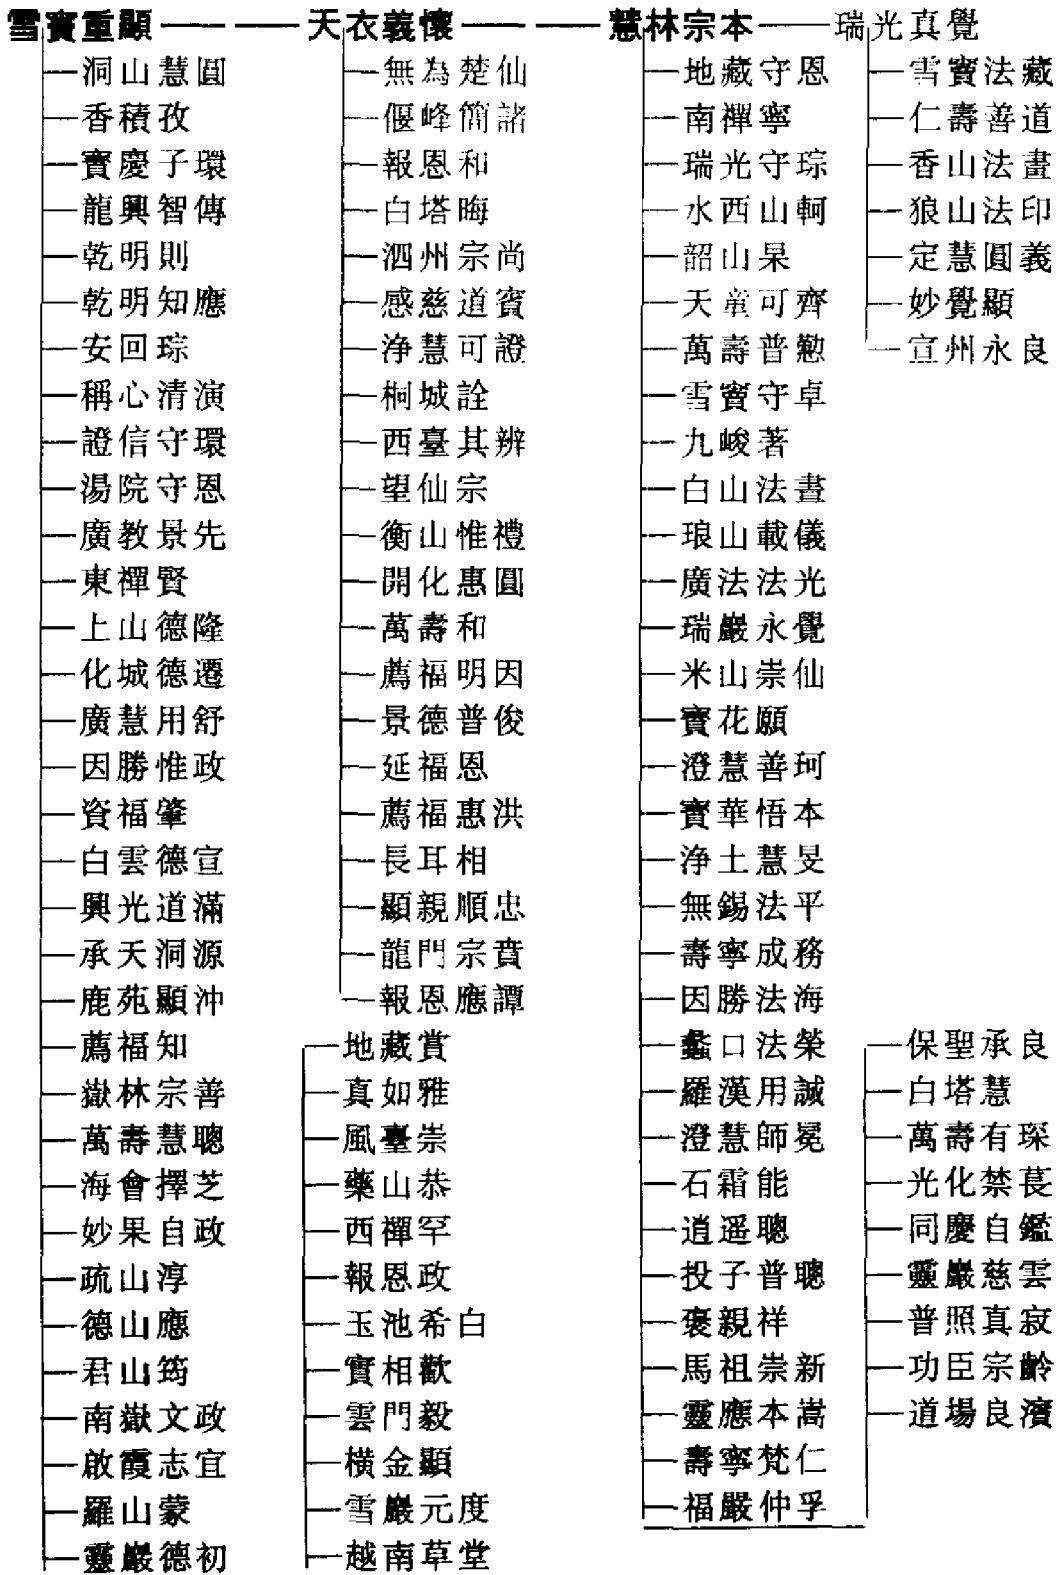 雪竇重顯——天衣義懷——慧林宗本——瑞光真覺
洞山慧圓
香積孜
寶慶子環
龍興智傳
乾明則
乾明知應
安回琮
稱心清演
證信守環
湯院守恩
廣教景先
東禪賢
上山德隆
化城德遷
廣慧用舒
因勝惟政
資福肇
白雲德宣
興光道滿
承天洞源
鹿苑顯沖
薦福知
嶽林宗善
萬壽慧聰
海會擇芝
妙果自政
疏山淳
德山應
君山筠
南嶽文政
啟霞志宣
羅山蒙
靈巖德初
無為楚仙
偃峰簡諸
報恩和
白塔晦
泗州宗尚
感慈道賓
浄慧可證
桐城詮
西臺其辨
望仙宗
衡山惟禮
開化惠圓
萬壽和
薦福明因
景德普俊
延福恩
薦福惠洪
長耳相
顯親順忠
龍門宗賁
報恩應譚
地藏賞
真如雅
風臺崇
藥山恭
西禪罕
報恩政
玉池希白
實相歡
雲門毅
橫金顯
雪巖元度
越南草堂
地藏守恩
南禪寧
瑞光守琮
水西山軻
韶山杲
天童可齊
萬壽普懃
雪竇守卓
九峻著
白山法晝
琅山載儀
廣法法光
瑞巖永覺
米山崇仙
寶花願
澄慧善珂
寶華悟本
浄土慧旻
無錫法平
壽寧成務
因勝法海
蠡口法榮
羅漢用誠
澄慧師冕
石霜能
逍遥聰
投子普聰
褒親祥
馬祖崇新
靈應本嵩
壽寧梵仁
福嚴仲孚
雪竇法藏
仁壽善道
香山法晝
狼山法印
定慧圓義
妙覺顯
宣州永良
保聖承良
白塔慧
萬壽有琛
光化禁萇
同慶自鑑
靈巖慈雲
普照真寂
功臣宗齡
道場良濱